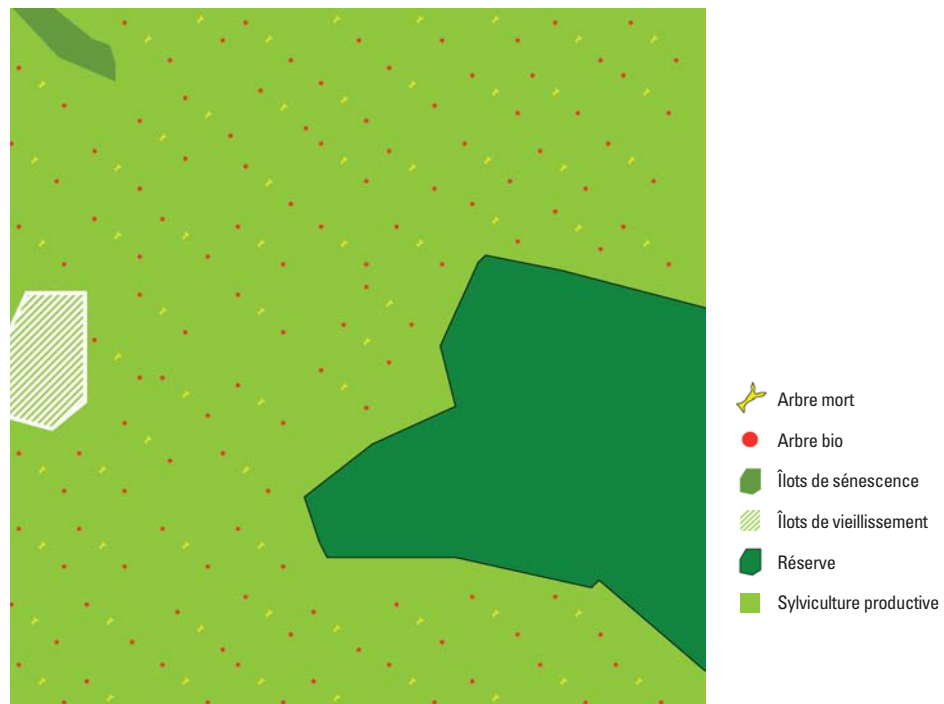 Arbre mort
Arbre bio
Îlots de sénescence
Îlots de vieillissement
Réserve
Sylviculture productive